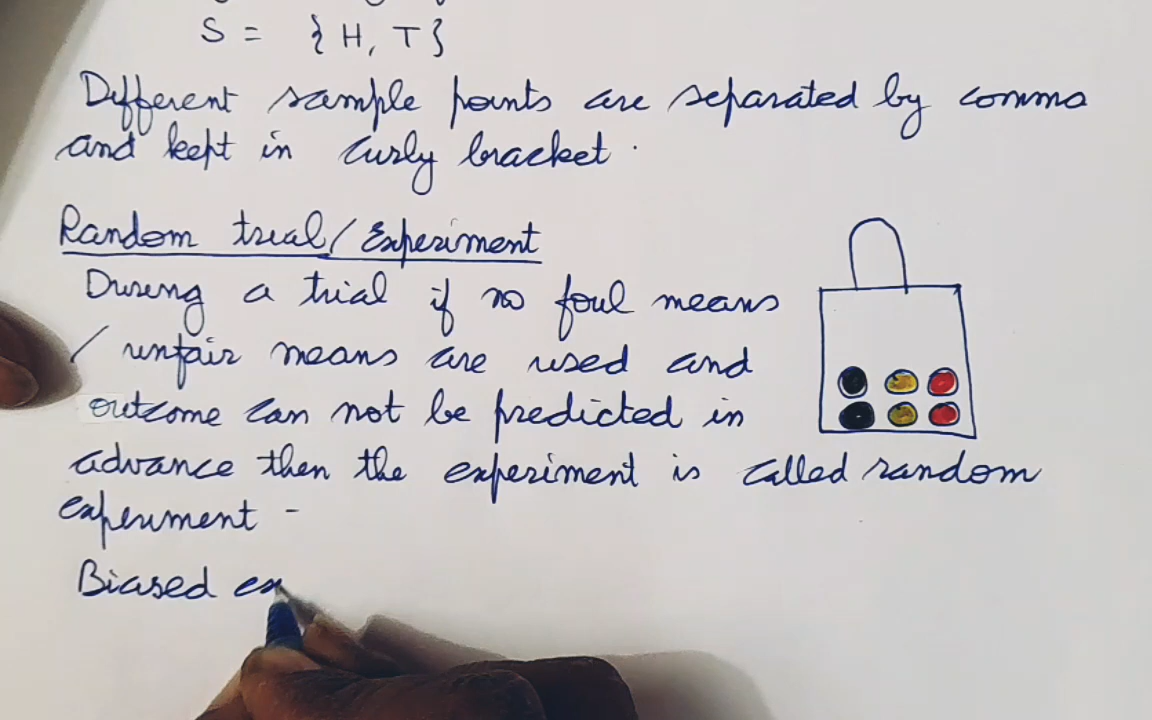 S = { H, T }
Different sample points are separated by comma
and kept in curly bracket.
Random trial / Experiment
During a trial if no foul means
/ unfair means are used and
outcome can not be predicted in
advance then the experiment is called random
experiment -
Biased ex